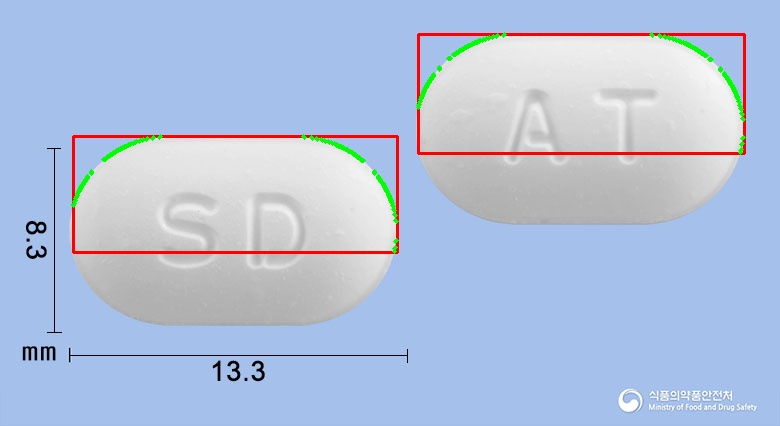 AT
SD
8.3
mm
13.3
식품의약품안전처
Ministry of Food and Drug Safety